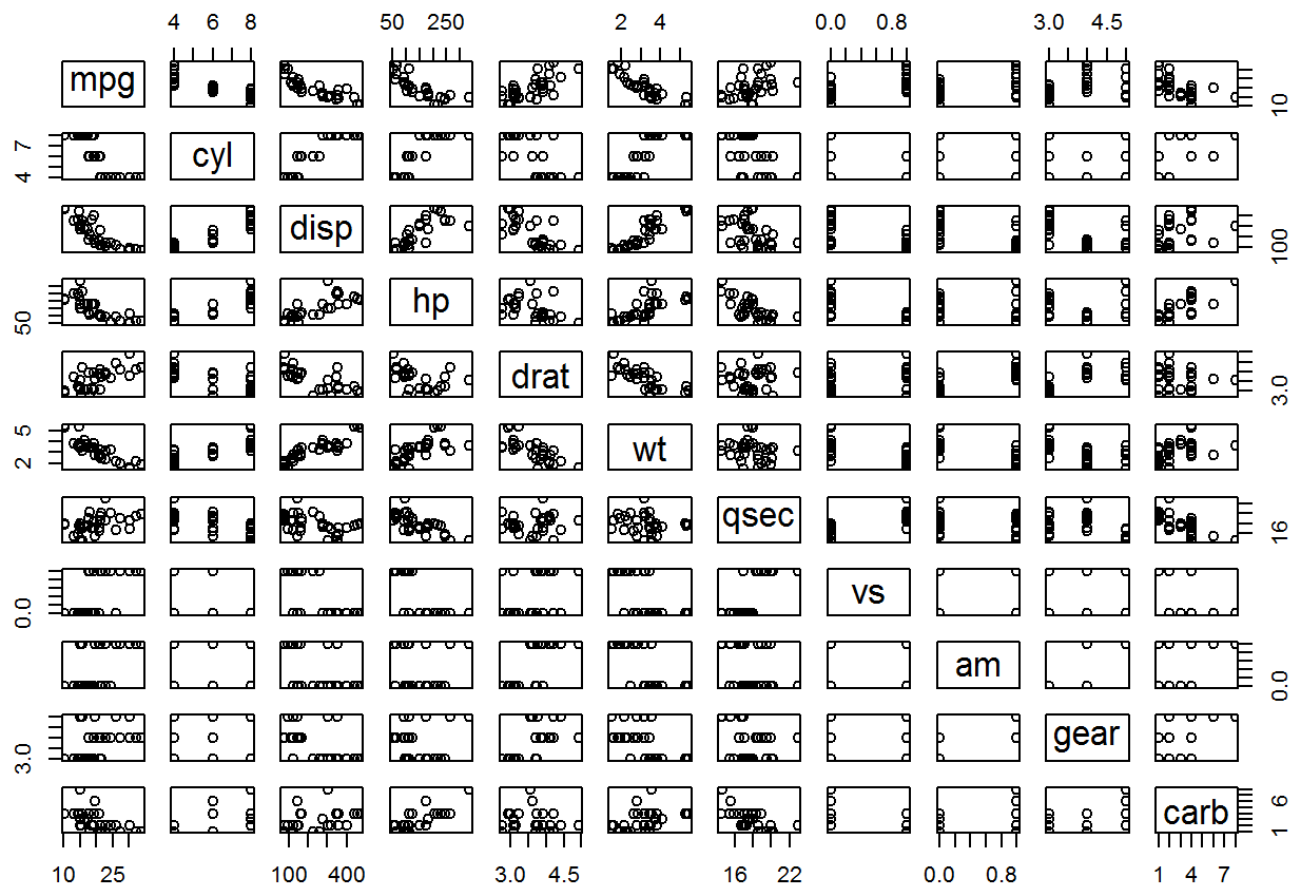 4 6 8 50 250 2 4 0.0 0.8 3.0 4.5
mpg 10
7 4 cyl
disp 100
50 hp
drat 3.0
5 2 wt
qsec 16
0.0 vs
am 0.0
3.0 gear
carb 6 1
10 25 100 400 3.0 4.5 16 22 0.0 0.8 1 4 7